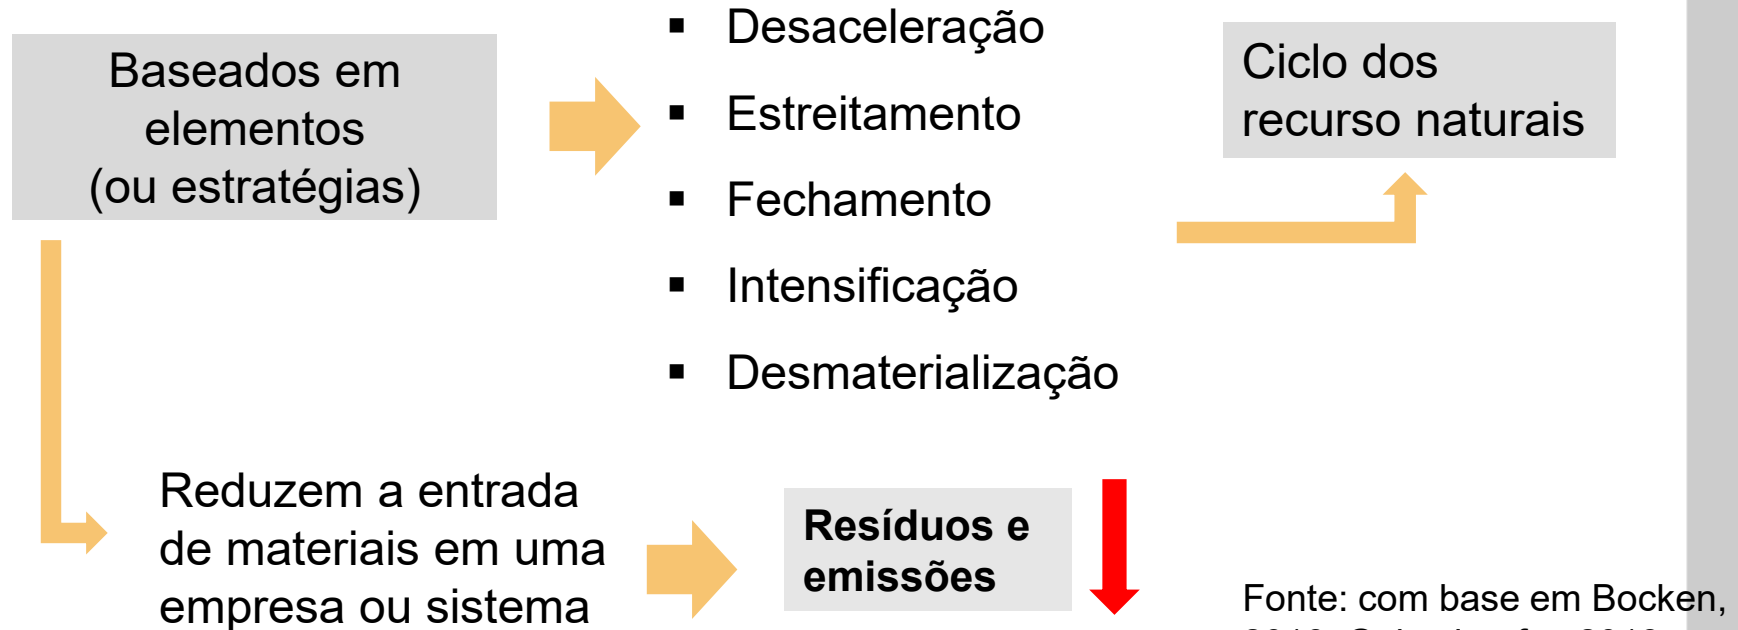 Baseados em
elementos
(ou estratégias)
▪ Desaceleração
▪ Estreitamento
▪ Fechamento
▪ Intensificação
▪ Desmaterialização
Ciclo dos
recurso naturais
Reduzem a entrada
de materiais em uma
empresa ou sistema
Resíduos e
emissões
Fonte: com base em Bocken,